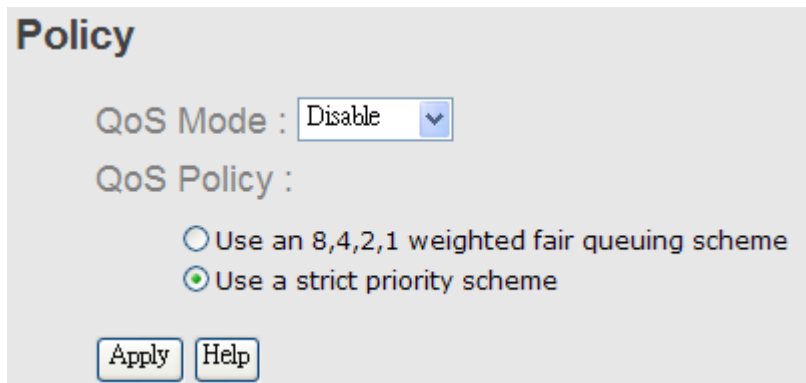 Policy
QoS Mode : Disable
QoS Policy :
Use an 8,4,2,1 weighted fair queuing scheme
Use a strict priority scheme
Apply Help